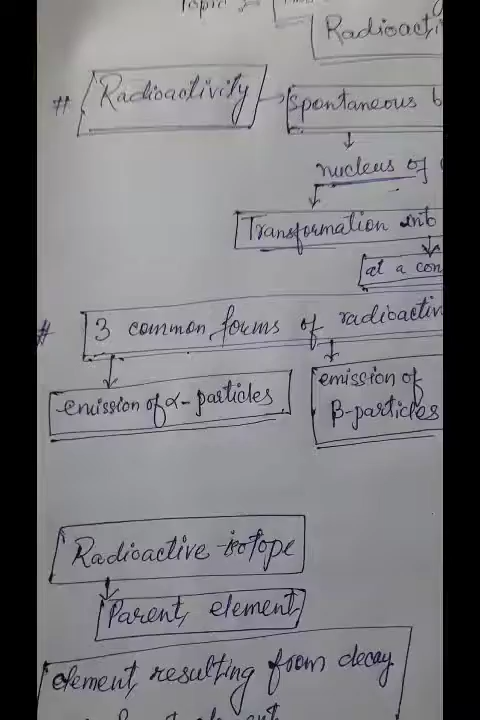 Topic :-
Radioacti
# Radioactivity → Spontaneous b
nucleus of
Transformation into
at a con
# 3 common forms of radioactiv
emission of α- particles
emission of
β-particles
Radioactive isotope
Parent element
element resulting from decay